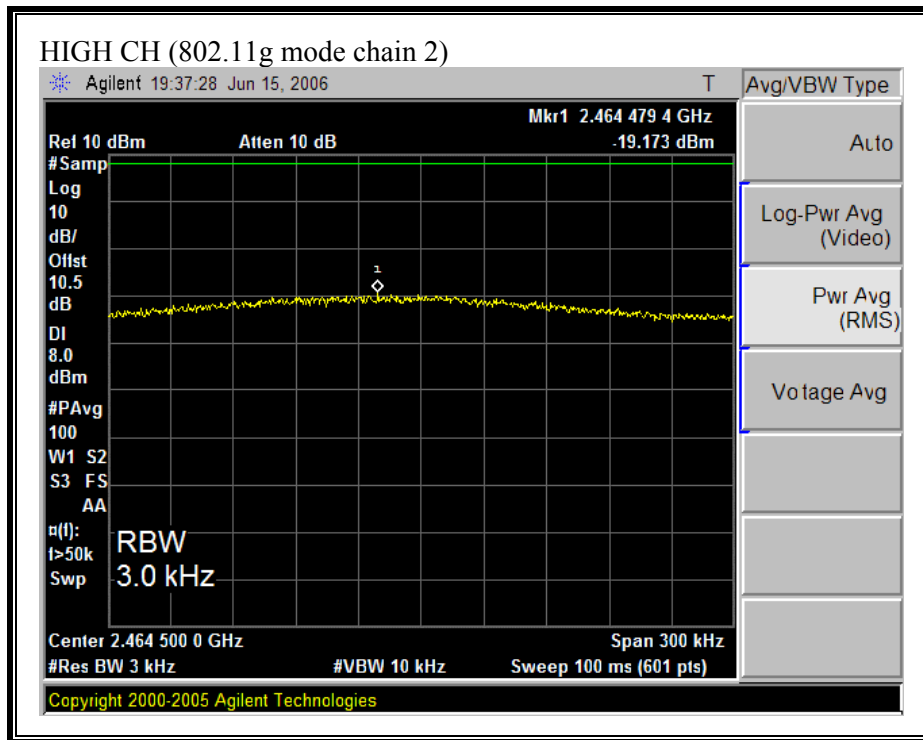 HIGH CH (802.11g mode chain 2)
Agilent 19:37:28 Jun 15, 2006 T
Avg/VBW Type
Mkr1 2.464 479 4 GHz
Ref 10 dBm Atten 10 dB -19.173 dBm
#Samp
Log
10
dB/
Offst
10.5
dB
DI
8.0
dBm
#PAvg
100
W1 S2
S3 FS
AA
¤(f):
f>50k
Swp
1
RBW
3.0 kHz
Center 2.464 500 0 GHz Span 300 kHz
#Res BW 3 kHz #VBW 10 kHz Sweep 100 ms (601 pts)
Copyright 2000-2005 Agilent Technologies
Auto
Log-Pwr Avg
(Video)
Pwr Avg
(RMS)
Vo tage Avg